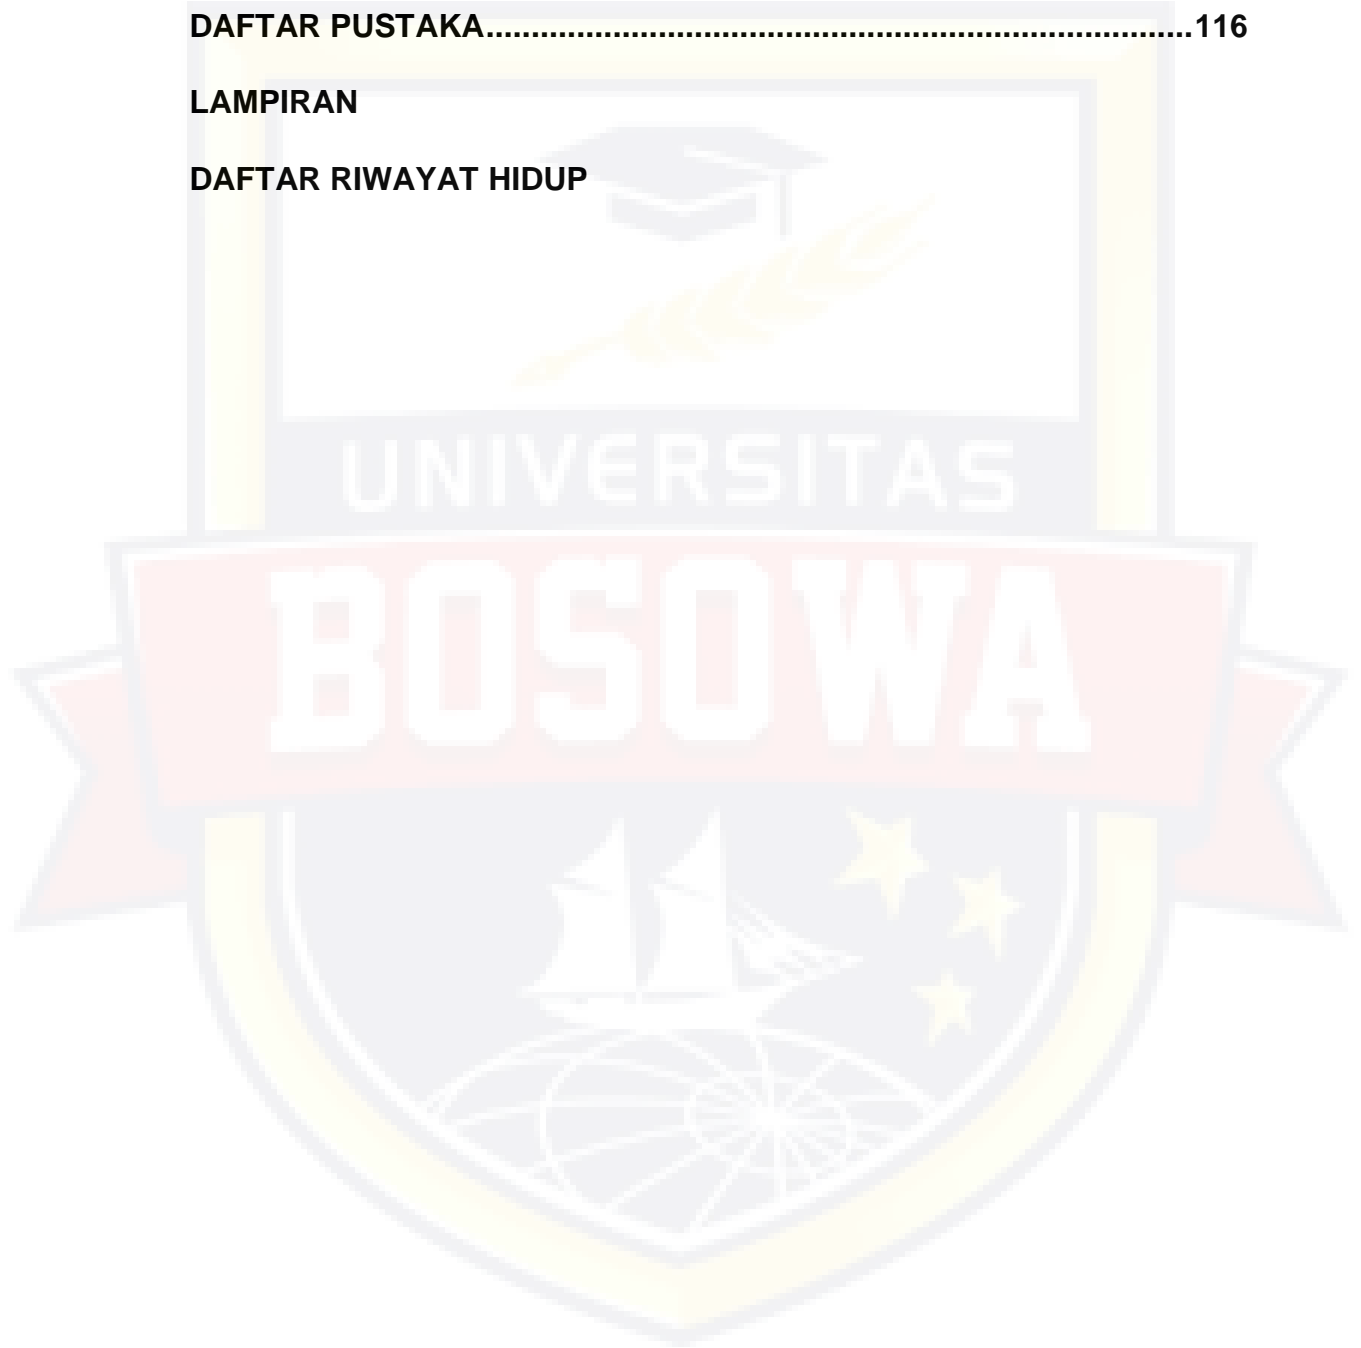 DAFTAR PUSTAKA..............................................................................116
LAMPIRAN
DAFTAR RIWAYAT HIDUP
UNIVERSITAS
BOSOWA